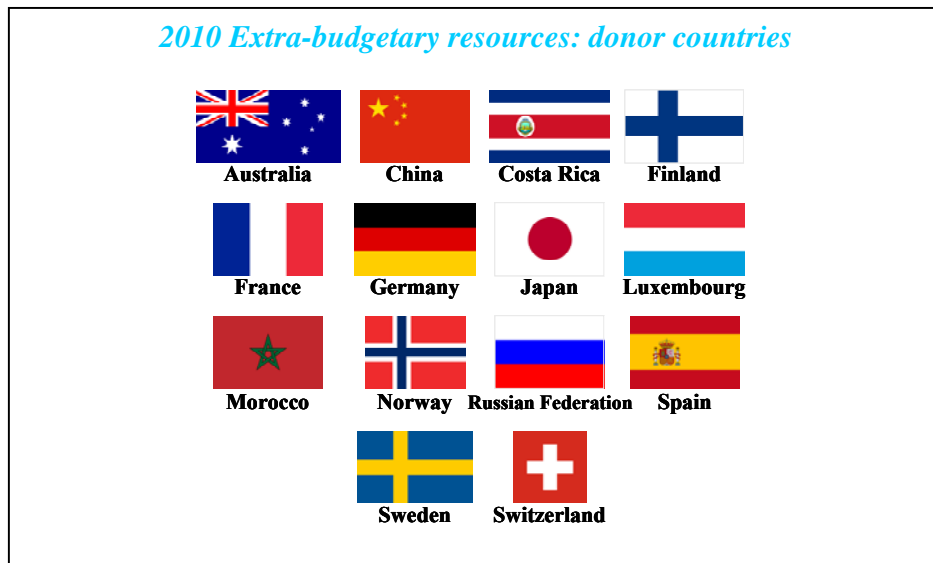 2010 Extra-budgetary resources: donor countries
Australia China Costa Rica Finland
France Germany Japan Luxembourg
Morocco Norway Russian Federation Spain
Sweden Switzerland